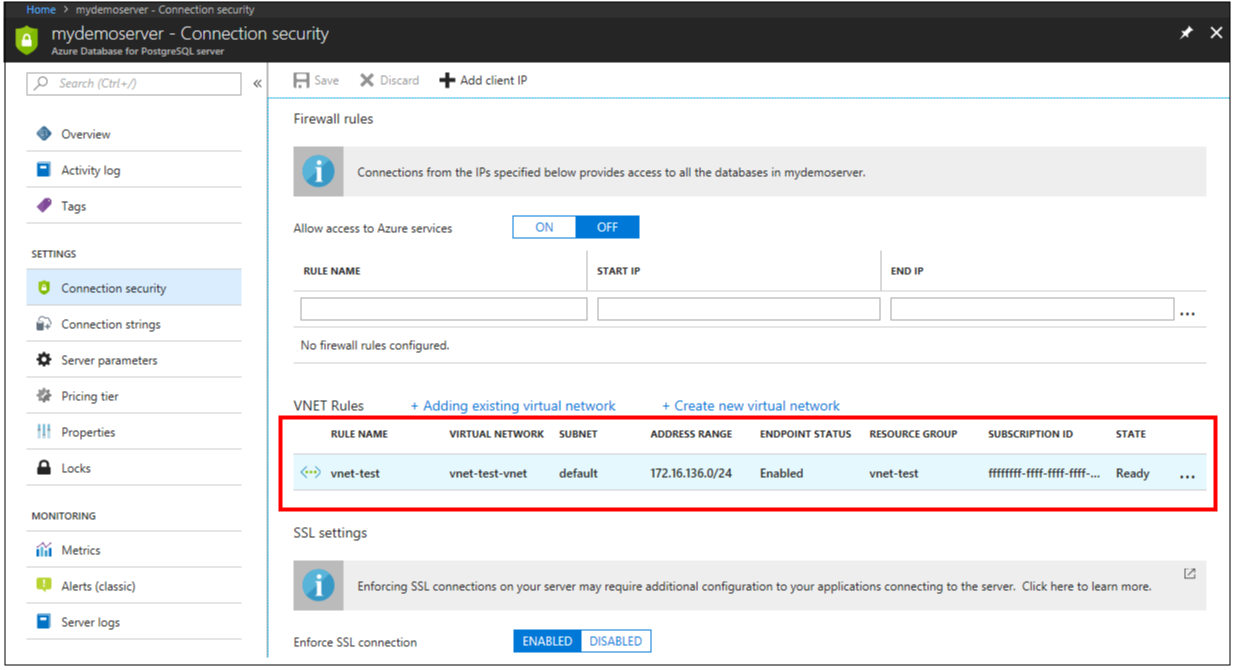 Home > mydemoserver - Connection security
mydemoserver - Connection security
Azure Database for PostgreSQL server
Search (Ctrl+/)
Overview
Activity log
Tags
SETTINGS
Connection security
Connection strings
Server parameters
Pricing tier
Properties
Locks
MONITORING
Metrics
Alerts (classic)
Server logs
Save Discard Add client IP
Firewall rules
Connections from the IPs specified below provides access to all the databases in mydemoserver.
Allow access to Azure services ON OFF
RULE NAME START IP END IP
No firewall rules configured.
VNET Rules + Adding existing virtual network + Create new virtual network
RULE NAME VIRTUAL NETWORK SUBNET ADDRESS RANGE ENDPOINT STATUS RESOURCE GROUP SUBSCRIPTION ID STATE
vnet-test vnet-test-vnet default 172.16.136.0/24 Enabled vnet-test ffffffff-ffff-ffff-ffff-... Ready
SSL settings
Enforcing SSL connections on your server may require additional configuration to your applications connecting to the server. Click here to learn more.
Enforce SSL connection ENABLED DISABLED